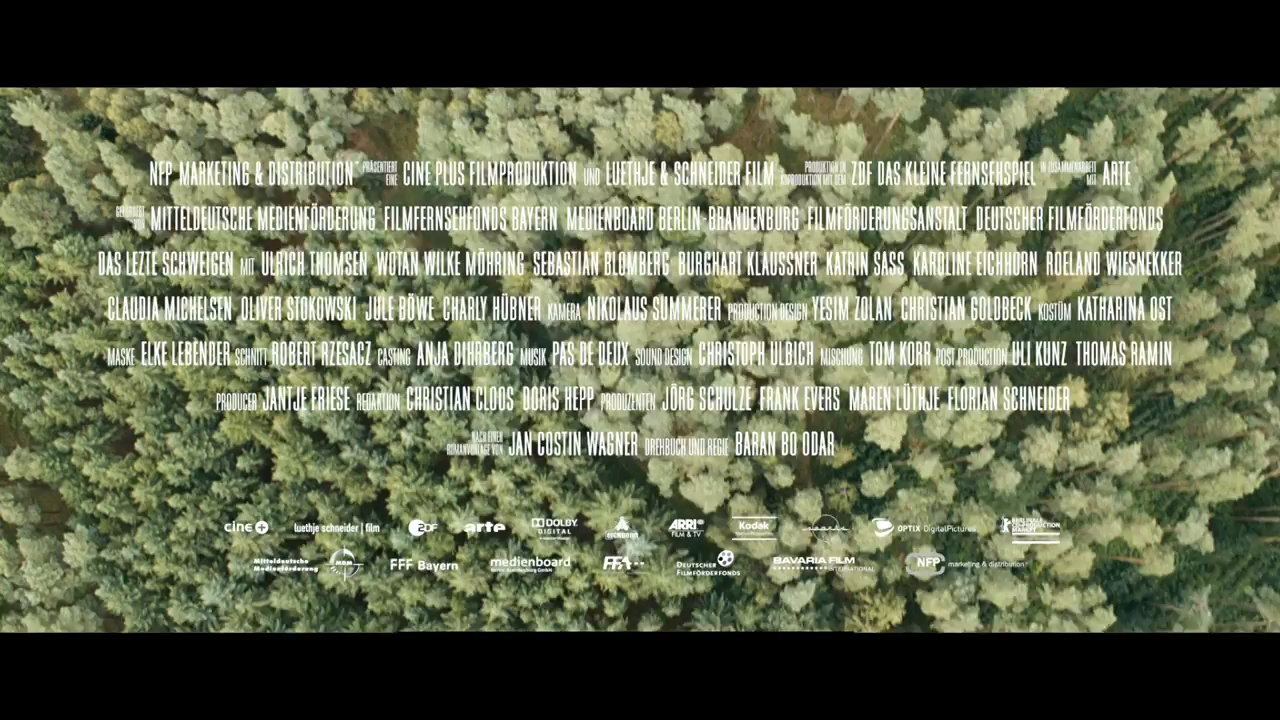 NFP MARKETING & DISTRIBUTION™ PRÄSENTIERT EINE CINE PLUS FILMPRODUKTION UND LUETHJE & SCHNEIDER FILM PRODUKTION IN KOPRODUKTION MIT DEM ZDF DAS KLEINE FERNSEHSPIEL IN ZUSAMMENARBEIT MIT ARTE
GEFÖRDERT VON MITTELDEUTSCHE MEDIENFÖRDERUNG FILMFERNSEHFONDS BAYERN MEDIENBOARD BERLIN-BRANDENBURG FILMFÖRDERUNGSANSTALT DEUTSCHER FILMFÖRDERFONDS
DAS LEZTE SCHWEIGEN MIT ULRICH THOMSEN WOTAN WILKE MÖHRING SEBASTIAN BLOMBERG BURGHART KLAUSSNER KATRIN SASS KAROLINE EICHHORN ROELAND WIESNEKKER
CLAUDIA MICHELSEN OLIVER STOKOWSKI JULE BÖWE CHARLY HÜBNER KAMERA NIKOLAUS SUMMERER PRODUCTION DESIGN YESIM ZOLAN CHRISTIAN GOLDBECK KOSTÜM KATHARINA OST
MASKE ELKE LEBENDER SCHNITT ROBERT RZESACZ CASTING ANJA DIHRBERG MUSIK PAS DE DEUX SOUND DESIGN CHRISTOPH ULBICH MISCHUNG TOM KORR POST PRODUCTION ULI KUNZ THOMAS RAMIN
PRODUCER JANTJE FRIESE REDAKTION CHRISTIAN CLOOS DORIS HEPP PRODUZENTEN JÖRG SCHULZE FRANK EVERS MAREN LÜTHJE FLORIAN SCHNEIDER
NACH EINER ROMANVORLAGE VON JAN COSTIN WAGNER DREHBUCH UND REGIE BARAN BO ODAR
cine + luethje schneider | film ZDF arte DOLBY DIGITAL ARRI FILM & TV Kodak OPTIX DigitalPictures
Mitteldeutsche Medienförderung MDM FFF Bayern medienboard Berlin-Brandenburg GmbH FFA DEUTSCHER FILMFÖRDERFONDS BAVARIA FILM INTERNATIONAL NFP marketing & distribution